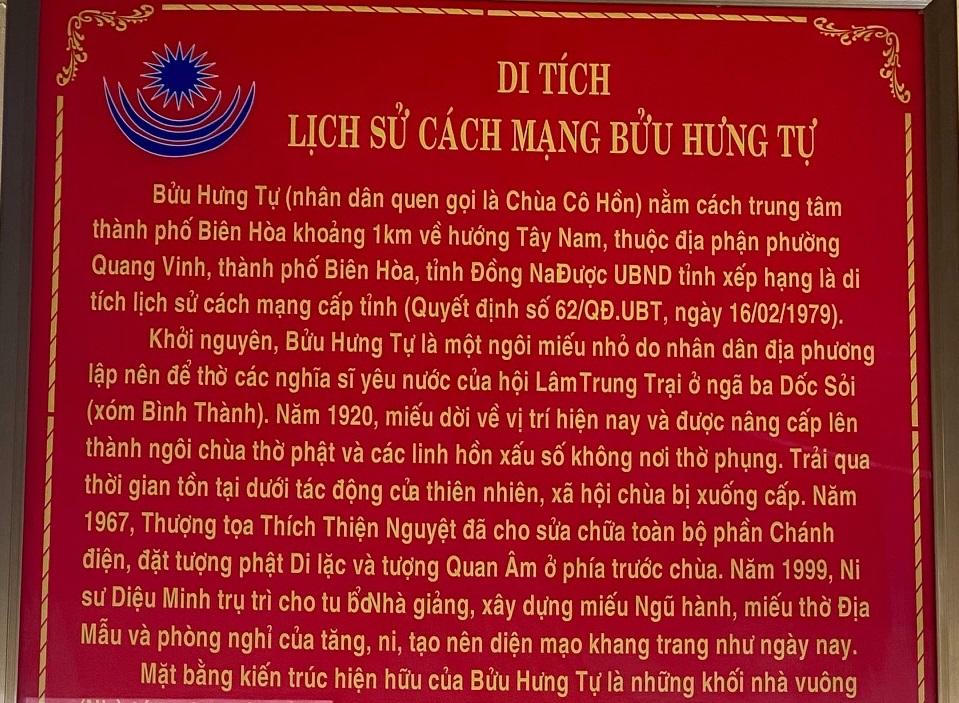 DI TÍCH
LỊCH SỬ CÁCH MẠNG BỬU HƯNG TỰ
Bửu Hưng Tự (nhân dân quen gọi là Chùa Cô Hồn) nằm cách trung tâm
thành phố Biên Hòa khoảng 1km về hướng Tây Nam, thuộc địa phận phường
Quang Vinh, thành phố Biên Hòa, tỉnh Đồng NaiĐược UBND tỉnh xếp hạng là di
tích lịch sử cách mạng cấp tỉnh (Quyết định số 62/QĐ.UBT, ngày 16/02/1979).
Khởi nguyên, Bửu Hưng Tự là một ngôi miếu nhỏ do nhân dân địa phương
lập nên để thờ các nghĩa sĩ yêu nước của hội LâmTrung Trại ở ngã ba Dốc Sỏi
(xóm Bình Thành). Năm 1920, miếu dời về vị trí hiện nay và được nâng cấp lên
thành ngôi chùa thờ phật và các linh hồn xấu số không nơi thờ phụng. Trải qua
thời gian tồn tại dưới tác động của thiên nhiên, xã hội chùa bị xuống cấp. Năm
1967, Thượng tọa Thích Thiện Nguyệt đã cho sửa chữa toàn bộ phần Chánh
điện, đặt tượng phật Di lặc và tượng Quan Âm ở phía trước chùa. Năm 1999, Ni
sư Diệu Minh trụ trì cho tu bổ Nhà giảng, xây dựng miếu Ngũ hành, miếu thờ Địa
Mẫu và phòng nghỉ của tăng, ni, tạo nên diện mạo khang trang như ngày nay.
Mặt bằng kiến trúc hiện hữu của Bửu Hưng Tự là những khối nhà vuông